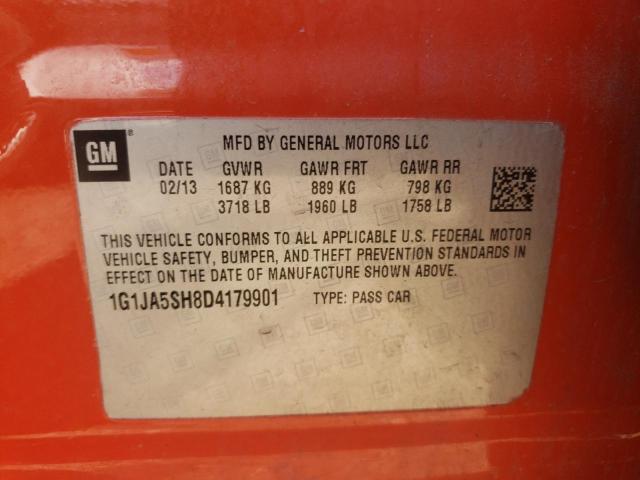 GM
MFD BY GENERAL MOTORS LLC
DATE GVWR GAWR FRT GAWR RR
02/13 1687 KG 889 KG 798 KG
3718 LB 1960 LB 1758 LB
THIS VEHICLE CONFORMS TO ALL APPLICABLE U.S. FEDERAL MOTOR
VEHICLE SAFETY, BUMPER, AND THEFT PREVENTION STANDARDS IN
EFFECT ON THE DATE OF MANUFACTURE SHOWN ABOVE.
1G1JA5SH8D4179901 TYPE: PASS CAR